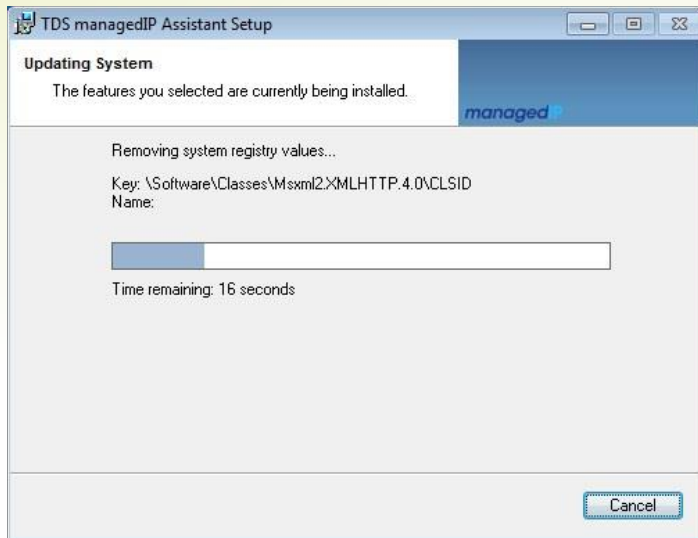 TDS managedIP Assistant Setup
Updating System
The features you selected are currently being installed.
managedIP
Removing system registry values...
Key: \Software\Classes\Msxml2.XMLHTTP.4.0\CLSID
Name:
Time remaining: 16 seconds
Cancel